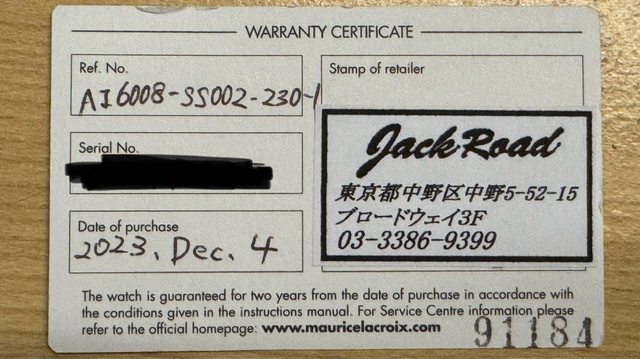 WARRANTY CERTIFICATE
Ref. No.
AI6008-SS002-230-1
Stamp of retailer
Serial No.
Jack Road
東京都中野区中野5-52-15
ブロードウェイ3F
03-3386-9399
Date of purchase
2023. Dec. 4
The watch is guaranteed for two years from the date of purchase in accordance with
the conditions given in the instructions manual. For Service Centre information please
refer to the official homepage: www.mauricelacroix.com
91184